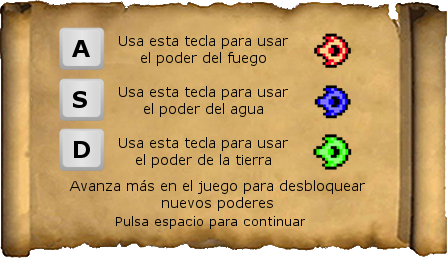 A
Usa esta tecla para usar
el poder del fuego
S
Usa esta tecla para usar
el poder del agua
D
Usa esta tecla para usar
el poder de la tierra
Avanza más en el juego para desbloquear
nuevos poderes
Pulsa espacio para continuar